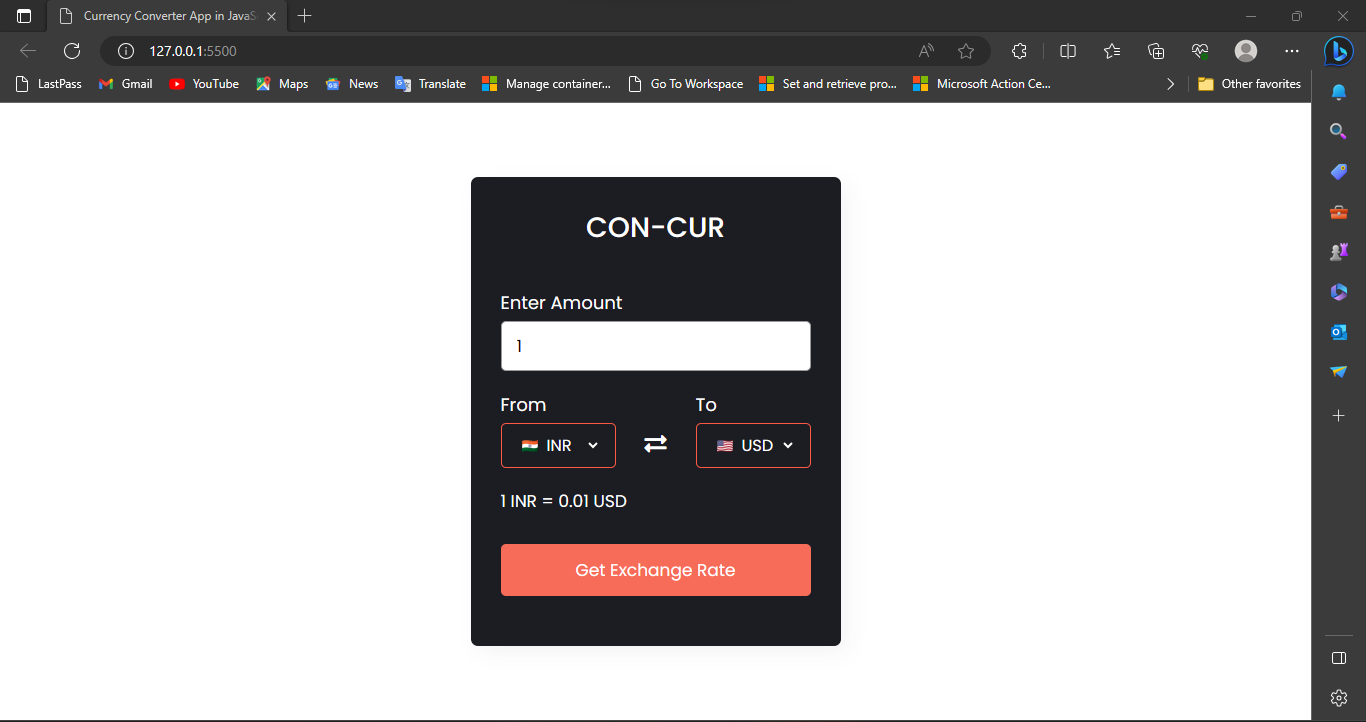 Currency Converter App in JavaS
127.0.0.1:5500
LastPass Gmail YouTube Maps News Translate Manage container... Go To Workspace Set and retrieve pro... Microsoft Action Ce... Other favorites
CON-CUR
Enter Amount
1
From To
INR USD
1 INR = 0.01 USD
Get Exchange Rate